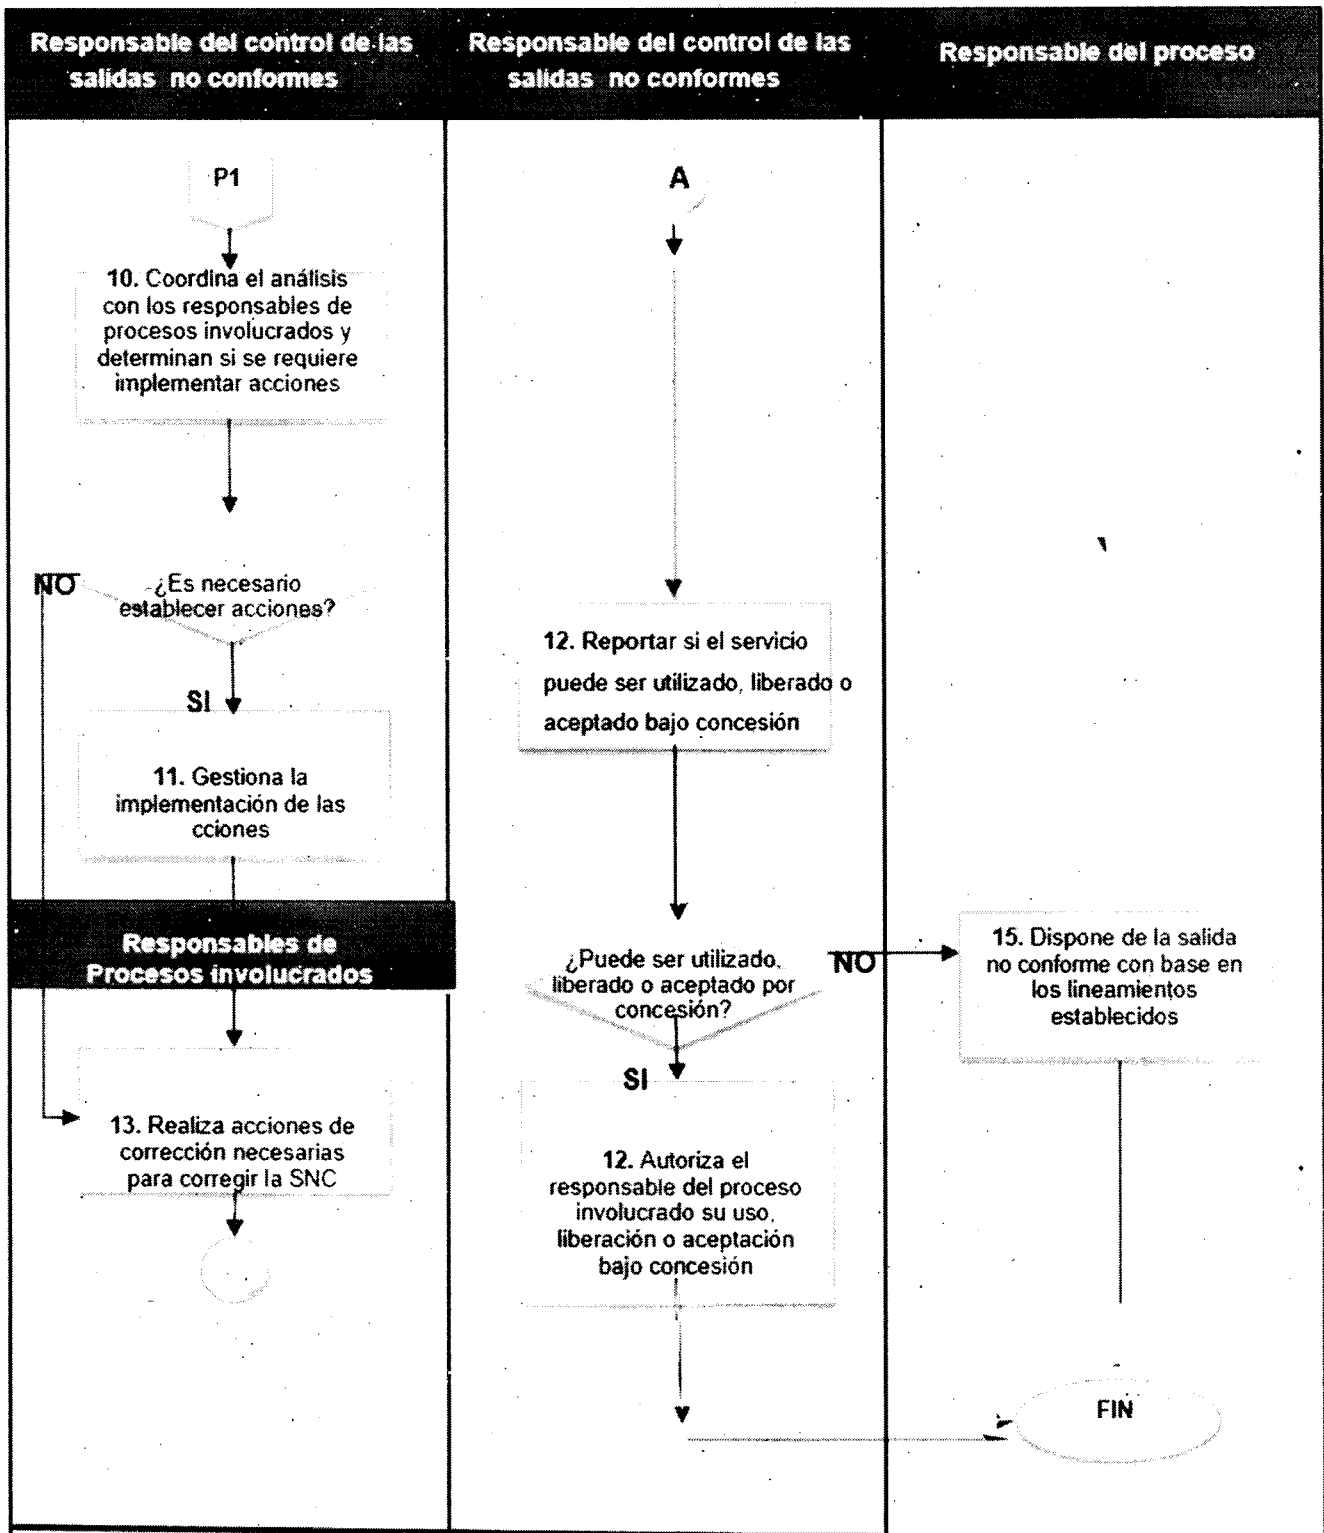 Responsable del control de las
salidas no conformes
Responsable del control de las
salidas no conformes
Responsable del proceso
P1
10. Coordina el análisis
con los responsables de
procesos involucrados y
determinan si se requiere
implementar acciones
NO
¿Es necesario
establecer acciones?
SI
11. Gestiona la
implementación de las
cciones
Responsables de
Procesos involucrados
13. Realiza acciones de
corrección necesarias
para corregir la SNC
A
12. Reportar si el servicio
puede ser utilizado, liberado o
aceptado bajo concesión
¿Puede ser utilizado,
liberado o aceptado por
concesión?
NO
SI
12. Autoriza el
responsable del proceso
involucrado su uso,
liberación o aceptación
bajo concesión
15. Dispone de la salida
no conforme con base en
los lineamientos
establecidos
FIN